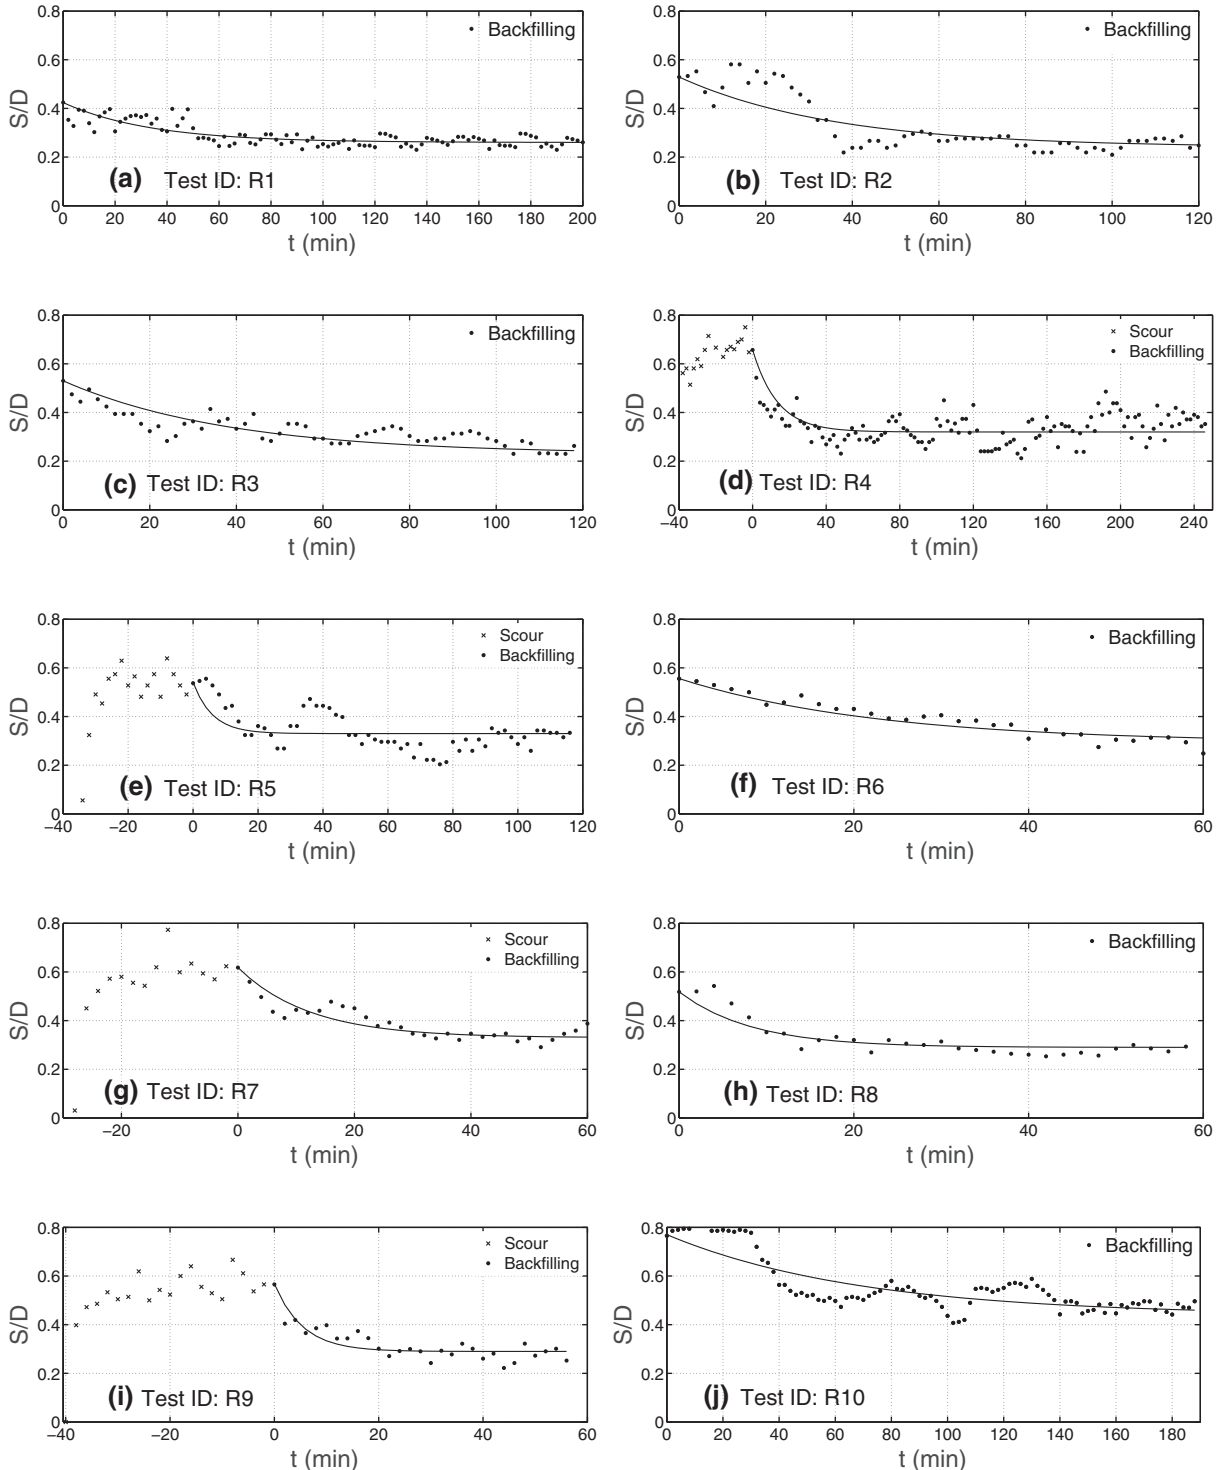 0.8
0.6
0.4
0.2
0
S/D
Backfilling
(a) Test ID: R1
0 20 40 60 80 100 120 140 160 180 200
t (min)
0.8
0.6
0.4
0.2
0
S/D
Backfilling
(b) Test ID: R2
0 20 40 60 80 100 120
t (min)
0.8
0.6
0.4
0.2
0
S/D
Backfilling
(c) Test ID: R3
0 20 40 60 80 100 120
t (min)
0.8
0.6
0.4
0.2
0
S/D
Scour
Backfilling
(d) Test ID: R4
−40 0 40 80 120 160 200 240
t (min)
0.8
0.6
0.4
0.2
0
S/D
Scour
Backfilling
(e) Test ID: R5
−40 −20 0 20 40 60 80 100 120
t (min)
0.8
0.6
0.4
0.2
0
S/D
Backfilling
(f) Test ID: R6
0 20 40 60
t (min)
0.8
0.6
0.4
0.2
0
S/D
Scour
Backfilling
(g) Test ID: R7
−20 0 20 40 60
t (min)
0.8
0.6
0.4
0.2
0
S/D
Backfilling
(h) Test ID: R8
0 20 40 60
t (min)
0.8
0.6
0.4
0.2
0
S/D
Scour
Backfilling
(i) Test ID: R9
−40 −20 0 20 40 60
t (min)
0.8
0.6
0.4
0.2
0
S/D
Backfilling
(j) Test ID: R10
0 20 40 60 80 100 120 140 160 180
t (min)